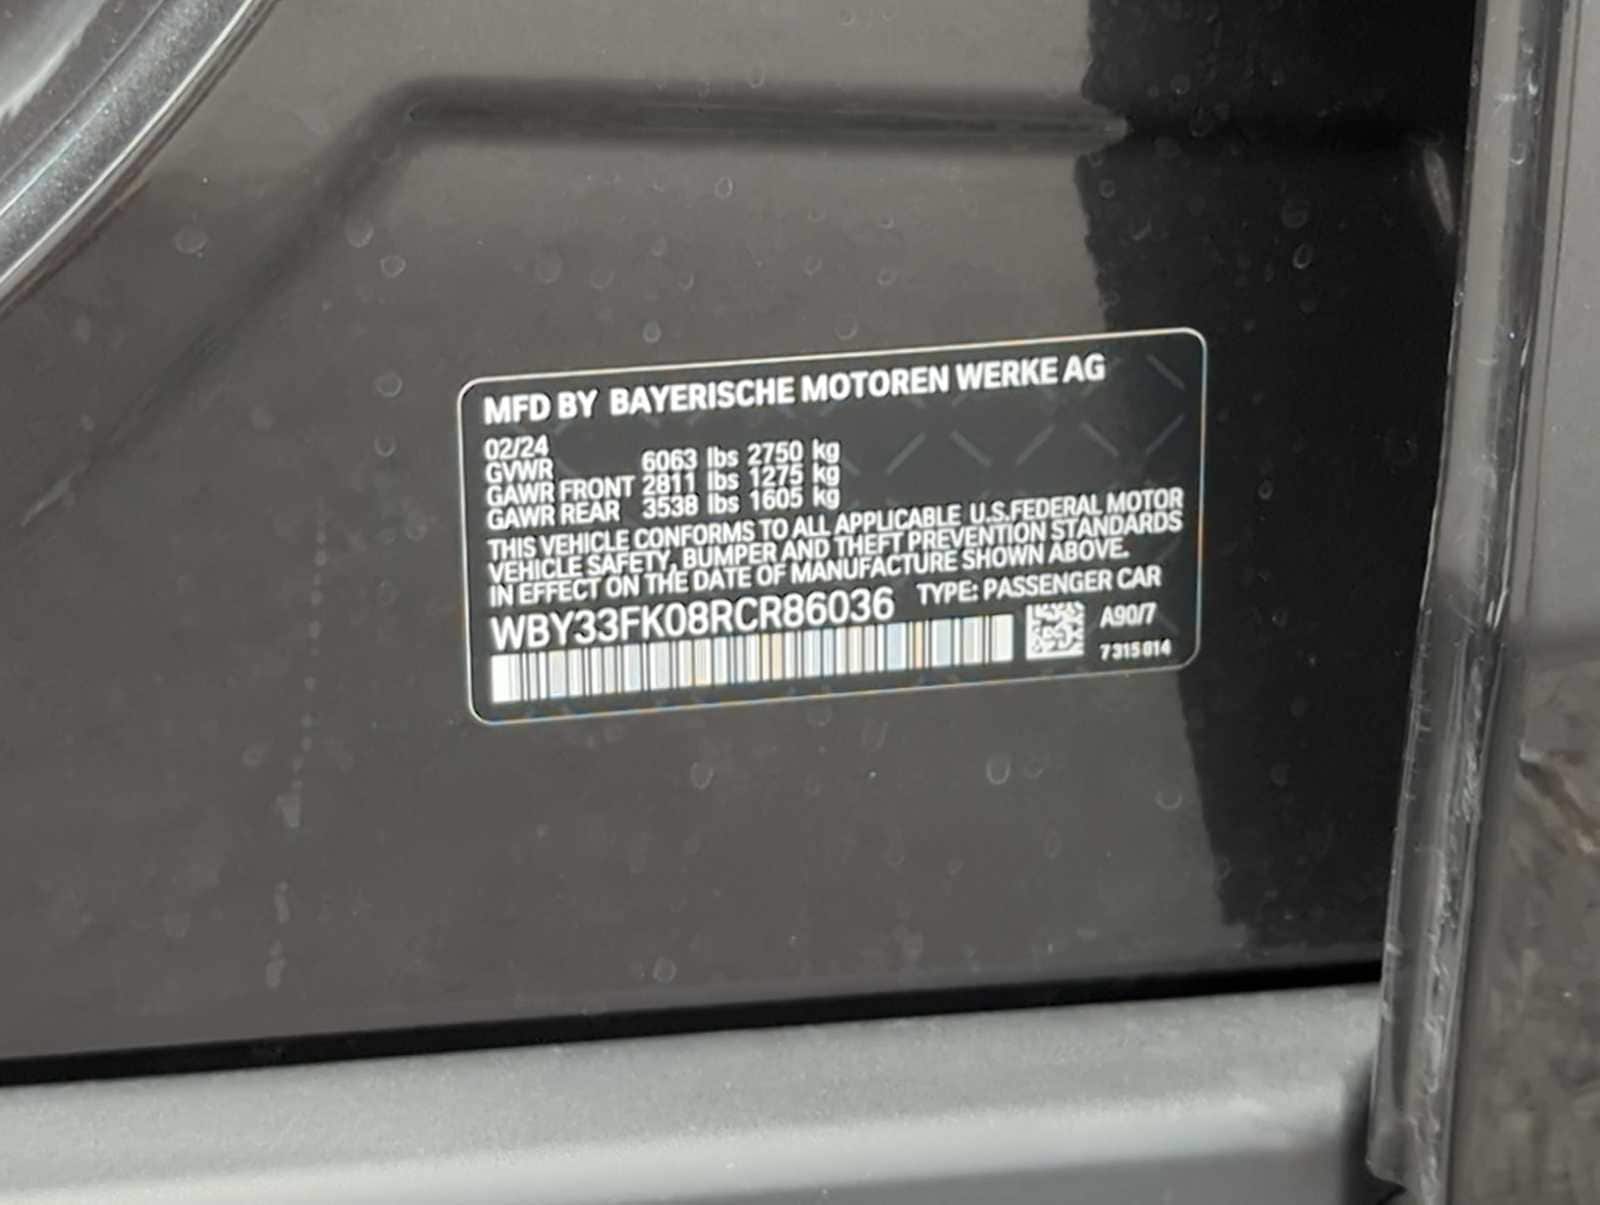 MFD BY BAYERISCHE MOTOREN WERKE AG
02/24
GVWR 6063 lbs 2750 kg
GAWR FRONT 2811 lbs 1275 kg
GAWR REAR 3538 lbs 1605 kg
THIS VEHICLE CONFORMS TO ALL APPLICABLE U.S.FEDERAL MOTOR
VEHICLE SAFETY, BUMPER AND THEFT PREVENTION STANDARDS
IN EFFECT ON THE DATE OF MANUFACTURE SHOWN ABOVE.
WBY33FK08RCR86036 TYPE: PASSENGER CAR
A90/7
7 315 014